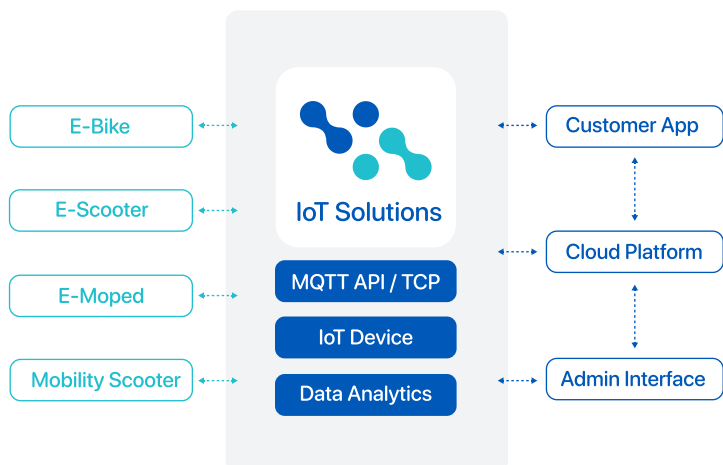 E-Bike
E-Scooter
E-Moped
Mobility Scooter
IoT Solutions
MQTT API / TCP
IoT Device
Data Analytics
Customer App
Cloud Platform
Admin Interface